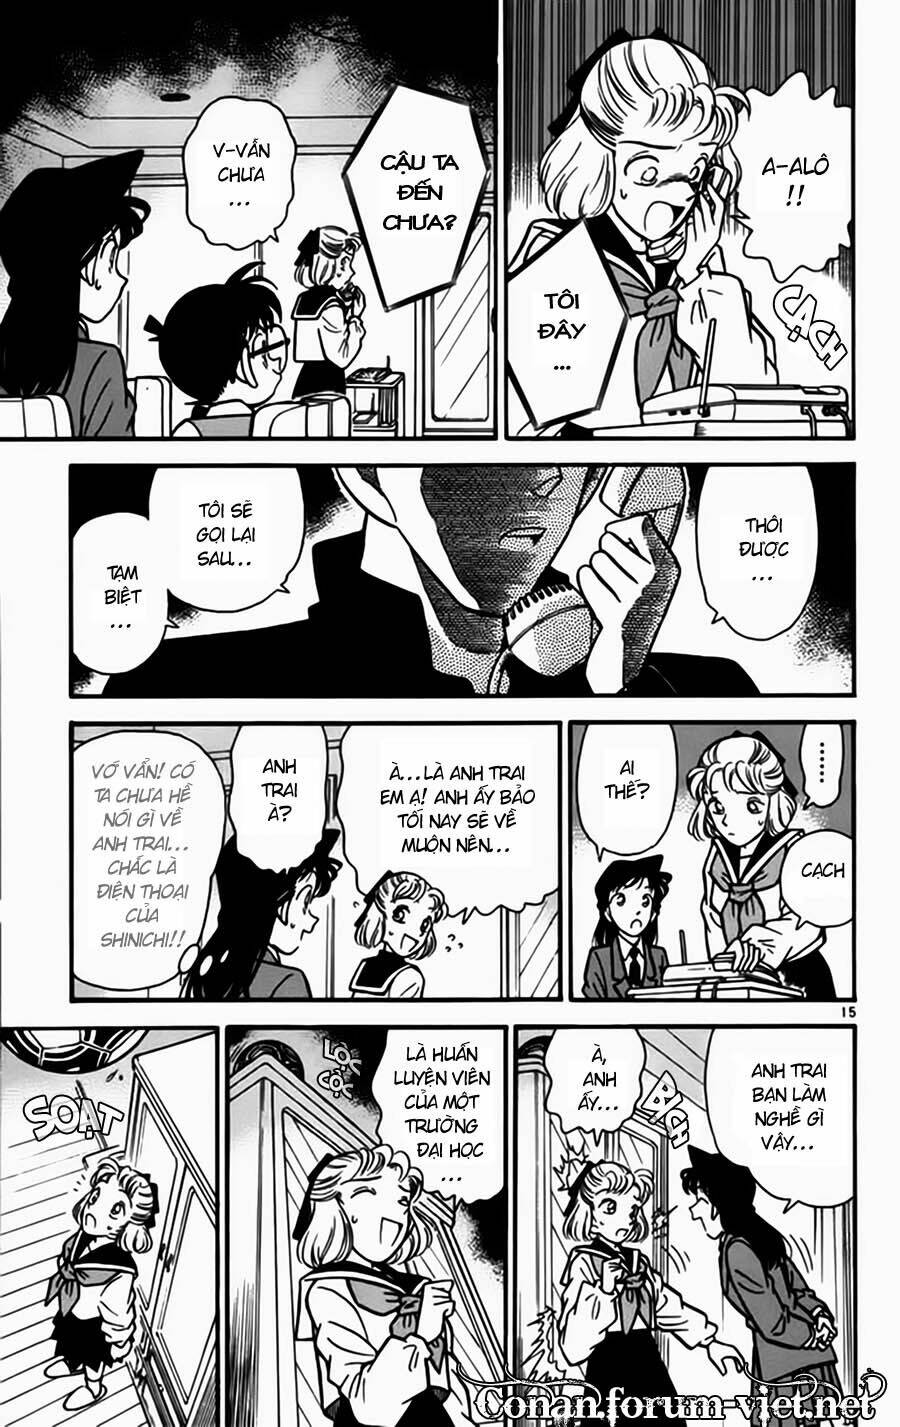 A-ALÔ
!!
CẠCH
TÔI
ĐÂY
...
CẬU TA
ĐẾN
CHƯA?
V-VẪN
CHƯA
...
THÔI
ĐƯỢC
...
TÔI SẼ
GỌI LẠI
SAU...
TẠM
BIỆT
...
......
CẠCH
AI
THẾ?
À...LÀ ANH TRAI
EM Ạ! ANH ẤY BẢO
TỐI NAY SẼ VỀ
MUỘN NÊN...
ANH
TRAI
À?
VỚ VẨN! CÓ
TA CHƯA HỀ
NÓI GÌ VỀ
ANH TRAI...
CHẮC LÀ
ĐIỆN THOẠI
CỦA
SHINICHI!!
15
ANH TRAI
BẠN LÀM
NGHỀ GÌ
VẬY...
BỊCH
À,
ANH
ẤY...
LÀ HUẤN
LUYỆN VIÊN
CỦA MỘT
TRƯỜNG
ĐẠI HỌC
...
LỘC
CỘC
SOẠT
Conan.forum-viet.net